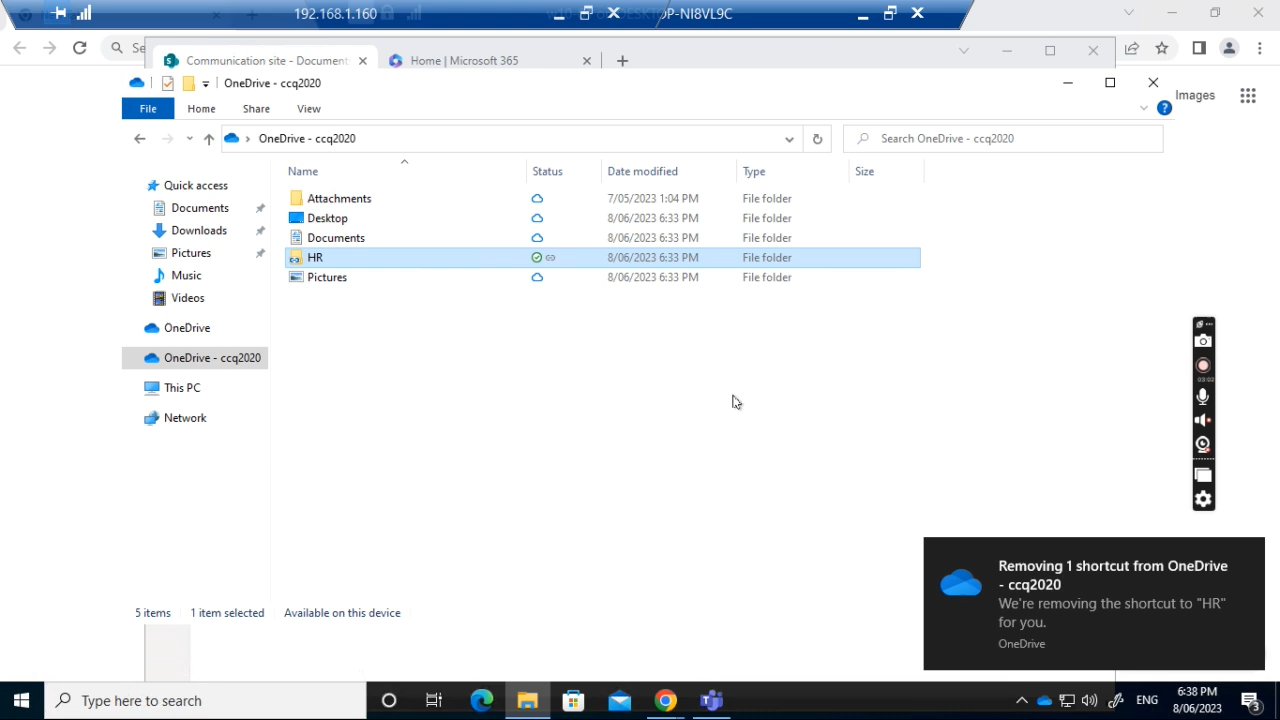 192.168.1.160
OP-NI8VL9C
Se
Communication site - Document
Home | Microsoft 365
Images
OneDrive - ccq2020
File
Home
Share
View
OneDrive - ccq2020
Search OneDrive - ccq2020
Name
Status
Date modified
Type
Size
Attachments
7/05/2023 1:04 PM
File folder
Desktop
8/06/2023 6:33 PM
File folder
Documents
8/06/2023 6:33 PM
File folder
HR
8/06/2023 6:33 PM
File folder
Pictures
8/06/2023 6:33 PM
File folder
Quick access
Documents
Downloads
Pictures
Music
Videos
OneDrive
OneDrive - ccq2020
This PC
Network
03:02
Removing 1 shortcut from OneDrive
- ccq2020
We're removing the shortcut to "HR"
for you.
OneDrive
5 items
1 item selected
Available on this device
Type here to search
ENG
6:38 PM
8/06/2023
3